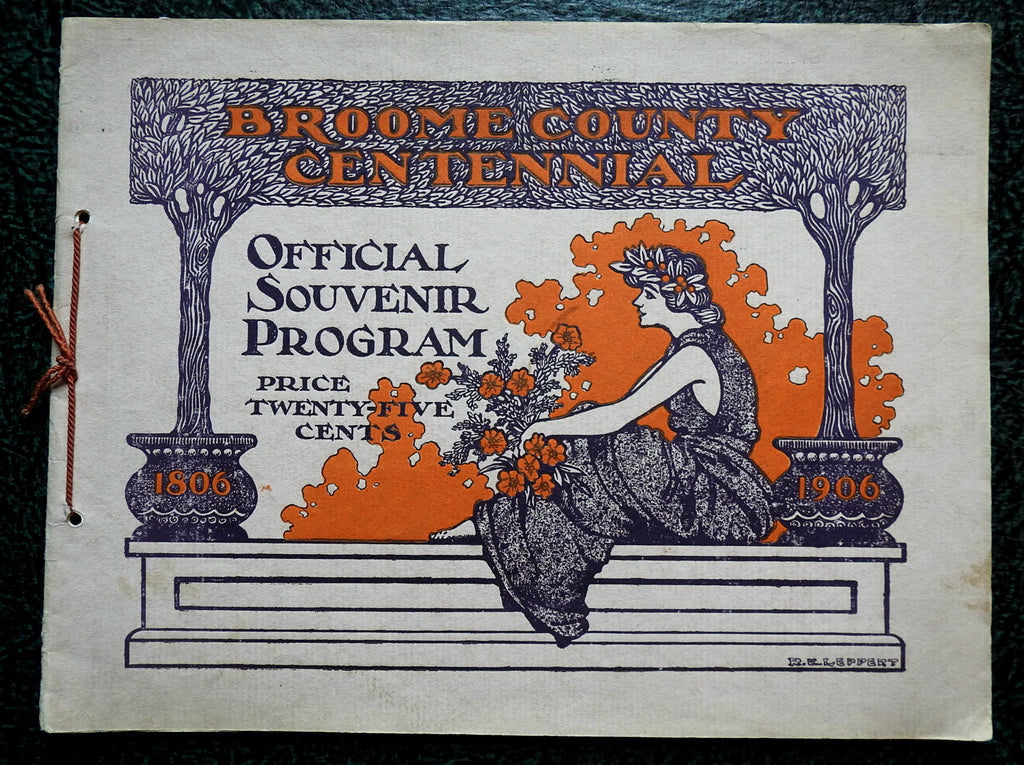 BROOME COUNTY
CENTENNIAL
OFFICIAL
SOUVENIR
PROGRAM
PRICE
TWENTY-FIVE
CENTS
1806
1906
R.K. LEPPERT